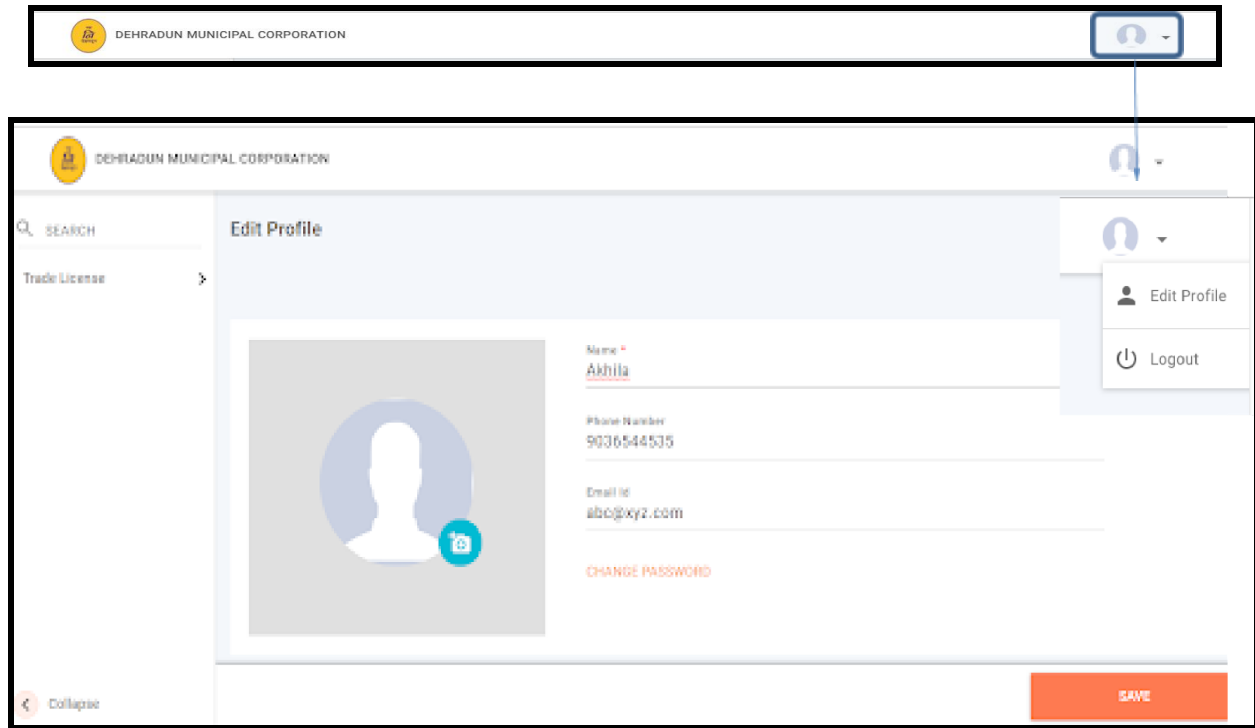 DEHRADUN MUNICIPAL CORPORATION
DEHRADUN MUNICIPAL CORPORATION
SEARCH
Edit Profile
Trade License
Edit Profile
Logout
Name *
Akhila
Phone Number
9036544535
Email Id
abc@xyz.com
CHANGE PASSWORD
SAVE
Collapse